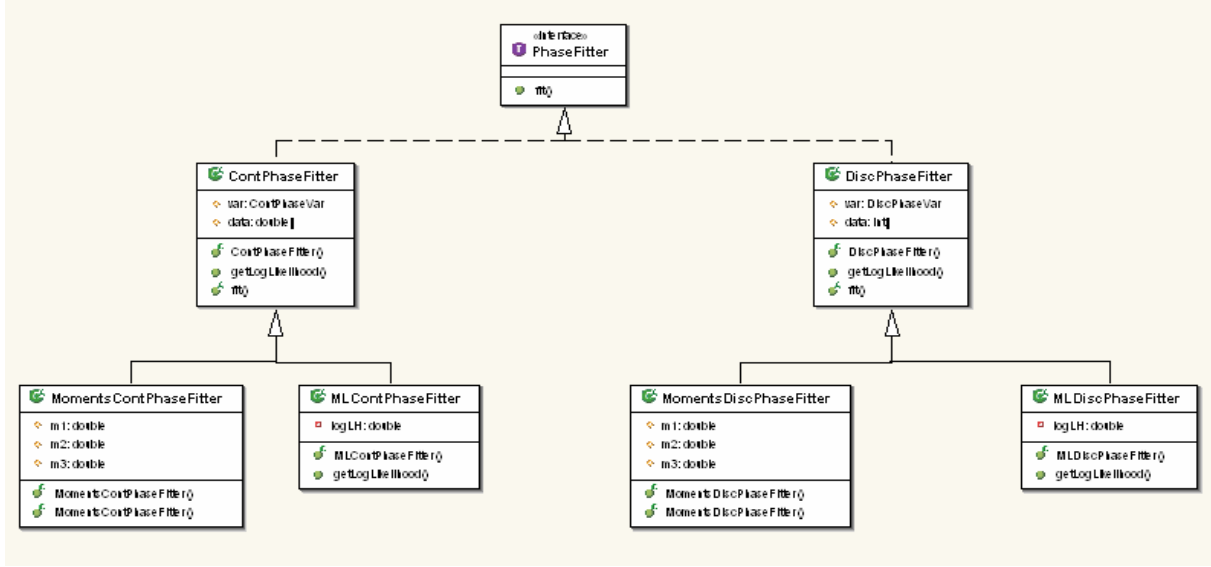 «Interface»
PhaseFitter
fit()
ContPhaseFitter
var: ContPhaseVar
data: double[]
ContPhaseFitter()
getLogLikelihood()
fit()
DiscPhaseFitter
var: DiscPhaseVar
data: int[]
DiscPhaseFitter()
getLogLikelihood()
fit()
MomentsContPhaseFitter
m1: double
m2: double
m3: double
MomentsContPhaseFitter()
MomentsContPhaseFitter()
MLContPhaseFitter
logLH: double
MLContPhaseFitter()
getLogLikelihood()
MomentsDiscPhaseFitter
m1: double
m2: double
m3: double
MomentsDiscPhaseFitter()
MomentsDiscPhaseFitter()
MLDiscPhaseFitter
logLH: double
MLDiscPhaseFitter()
getLogLikelihood()